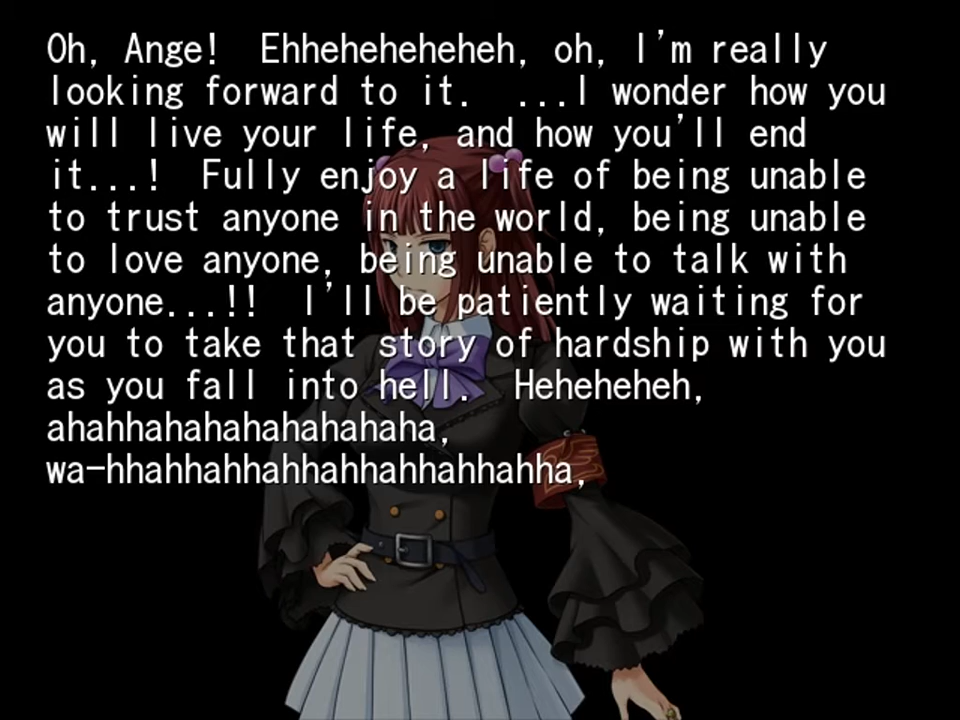 Oh, Ange!  Ehheheheheheh, oh, I'm really
looking forward to it.  ...I wonder how you
will live your life, and how you'll end
it...!  Fully enjoy a life of being unable
to trust anyone in the world, being unable
to love anyone, being unable to talk with
anyone...!!  I'll be patiently waiting for
you to take that story of hardship with you
as you fall into hell.  Heheheheh,
ahahhahahahahahahaha,
wa-hhahhahhahhahhahhahhahhahha,